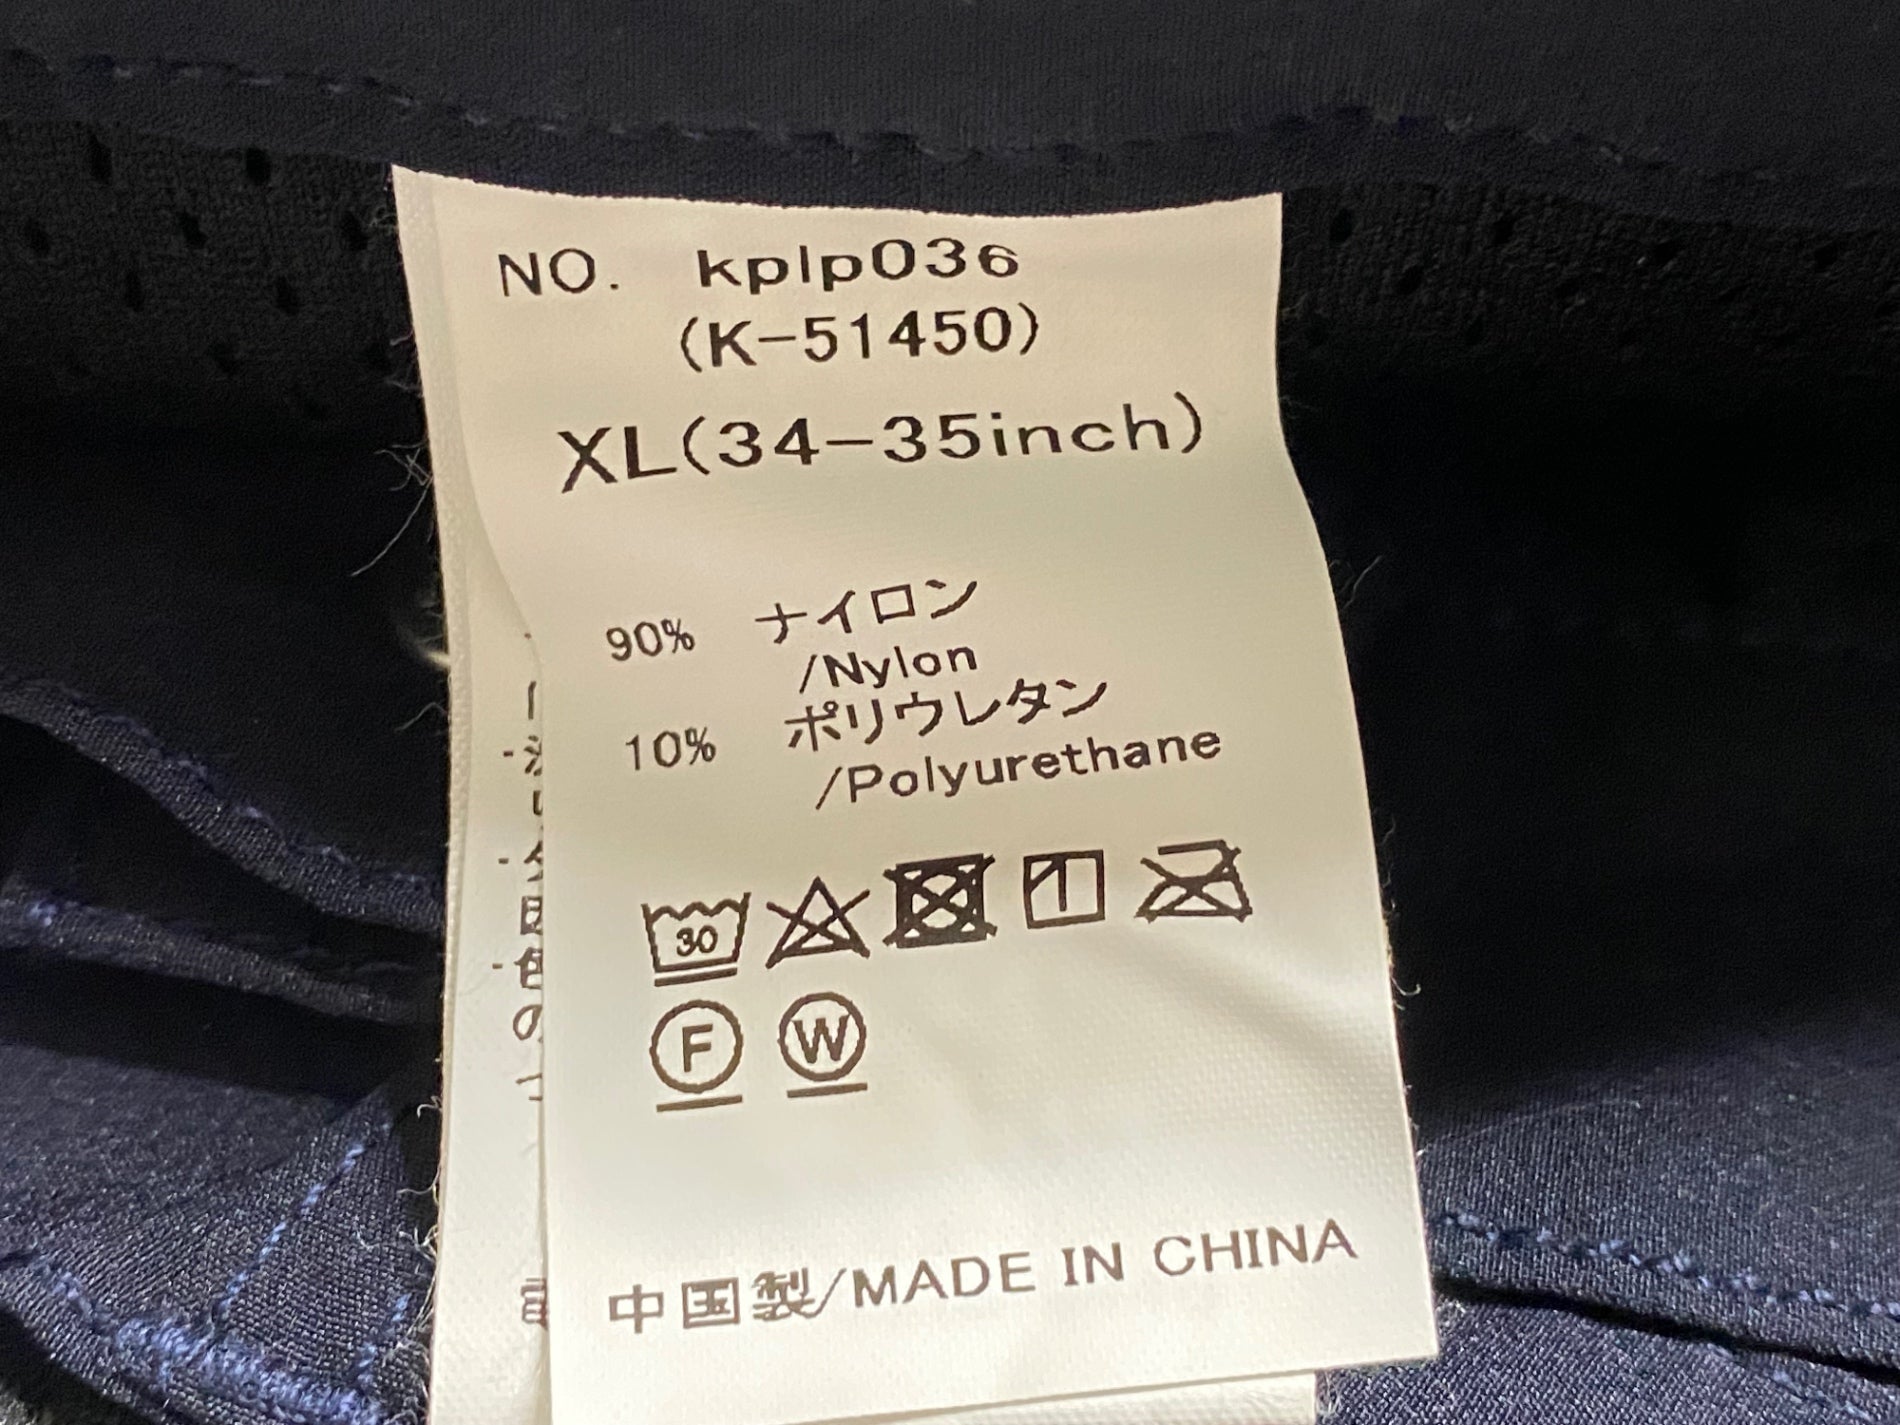 NO. kplp036
(K-51450)
XL(34-35inch)
90% ナイロン
/Nylon
10% ポリウレタン
/Polyurethane
30
F W
中国製/MADE IN CHINA